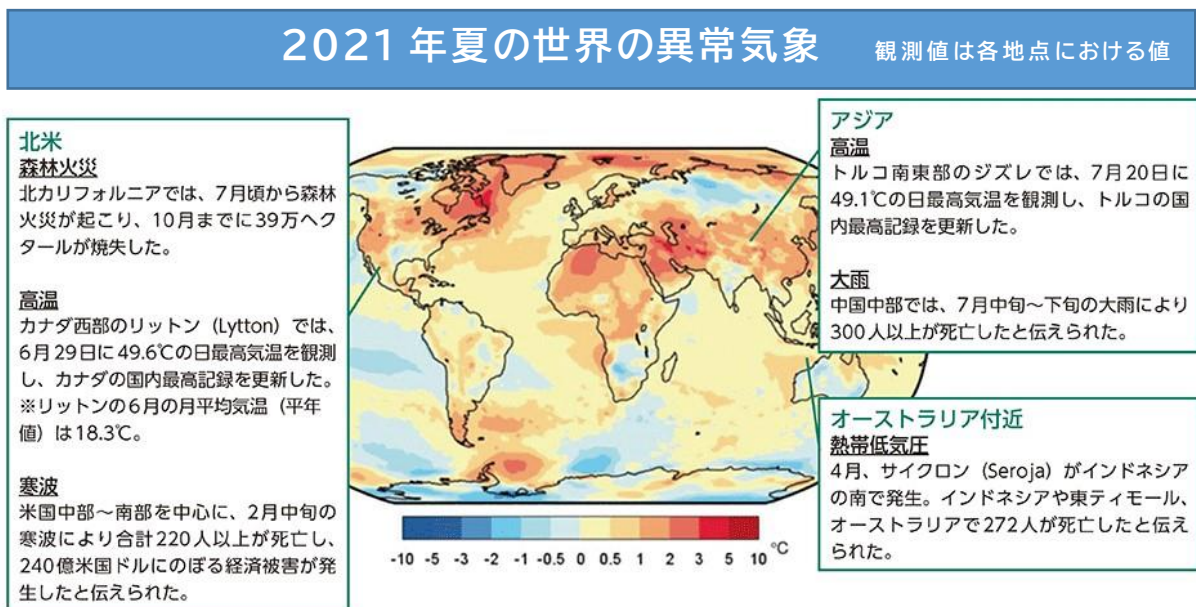 2021年夏の世界の異常気象 観測値は各地点における値
北米
森林火災
北カリフォルニアでは、7月頃から森林
火災が起こり、10月までに39万ヘク
タールが焼失した。
高温
カナダ西部のリットン（Lytton）では、
6月29日に49.6℃の日最高気温を観測
し、カナダの国内最高記録を更新した。
※リットンの6月の月平均気温（平年
値）は18.3℃。
寒波
米国中部～南部を中心に、2月中旬の
寒波により合計220人以上が死亡し、
240億米国ドルにのぼる経済被害が発
生したと伝えられた。
アジア
高温
トルコ南東部のジズレでは、7月20日に
49.1℃の日最高気温を観測し、トルコの国
内最高記録を更新した。
大雨
中国中部では、7月中旬～下旬の大雨により
300人以上が死亡したと伝えられた。
オーストラリア付近
熱帯低気圧
4月、サイクロン（Seroja）がインドネシア
の南で発生。インドネシアや東ティモール、
オーストラリアで272人が死亡したと伝え
られた。
-10 -5 -3 -2 -1 -0.5 0 0.5 1 2 3 5 10 ℃